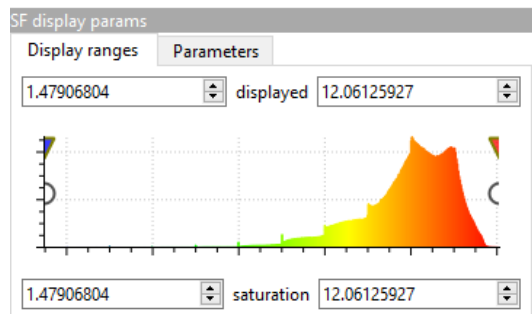 SF display params
Display ranges Parameters
1.47906804 displayed 12.06125927
1.47906804 saturation 12.06125927